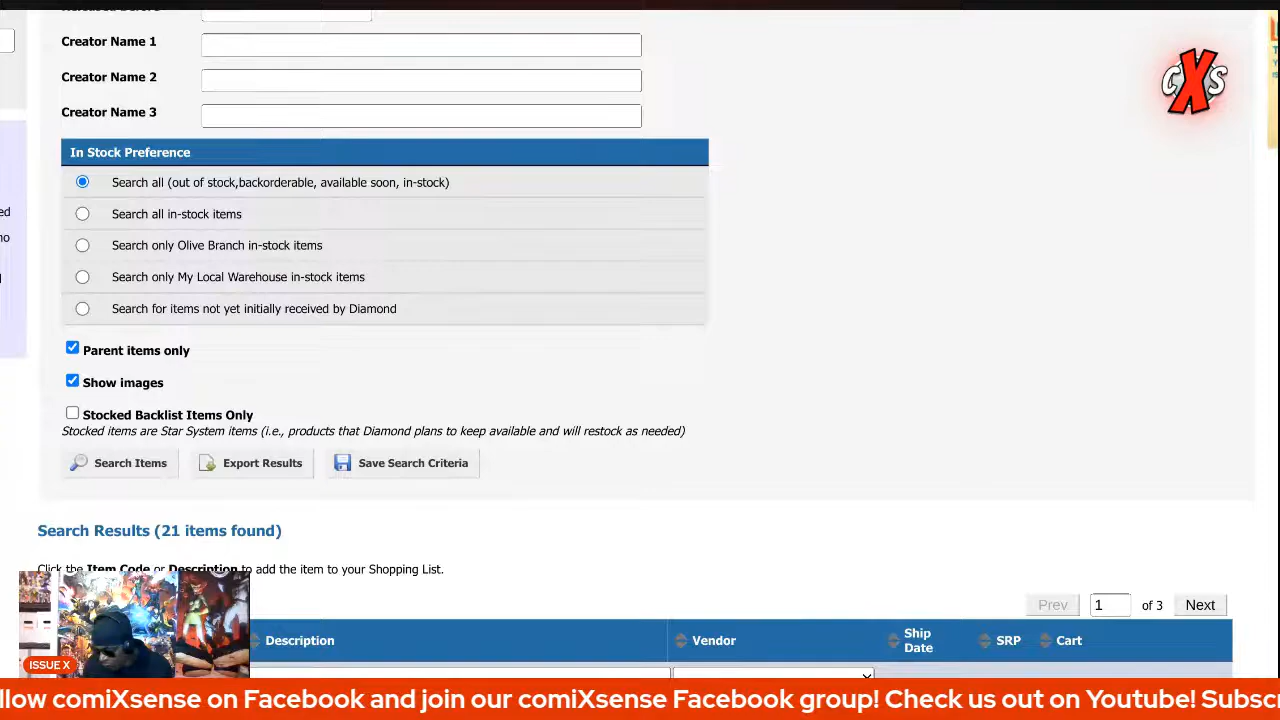 Creator Name 1
Creator Name 2
Creator Name 3
CXS
In Stock Preference
Search all (out of stock,backorderable, available soon, in-stock)
Search all in-stock items
Search only Olive Branch in-stock items
Search only My Local Warehouse in-stock items
Search for items not yet initially received by Diamond
Parent items only
Show images
Stocked Backlist Items Only
Stocked items are Star System items (i.e., products that Diamond plans to keep available and will restock as needed)
Search Items
Export Results
Save Search Criteria
Search Results (21 items found)
Click the Item Code or Description to add the item to your Shopping List.
Prev 1 of 3 Next
Description
Vendor
Ship Date
SRP
Cart
ISSUE X
llow comiXsense on Facebook and join our comiXsense Facebook group! Check us out on Youtube! Subsc